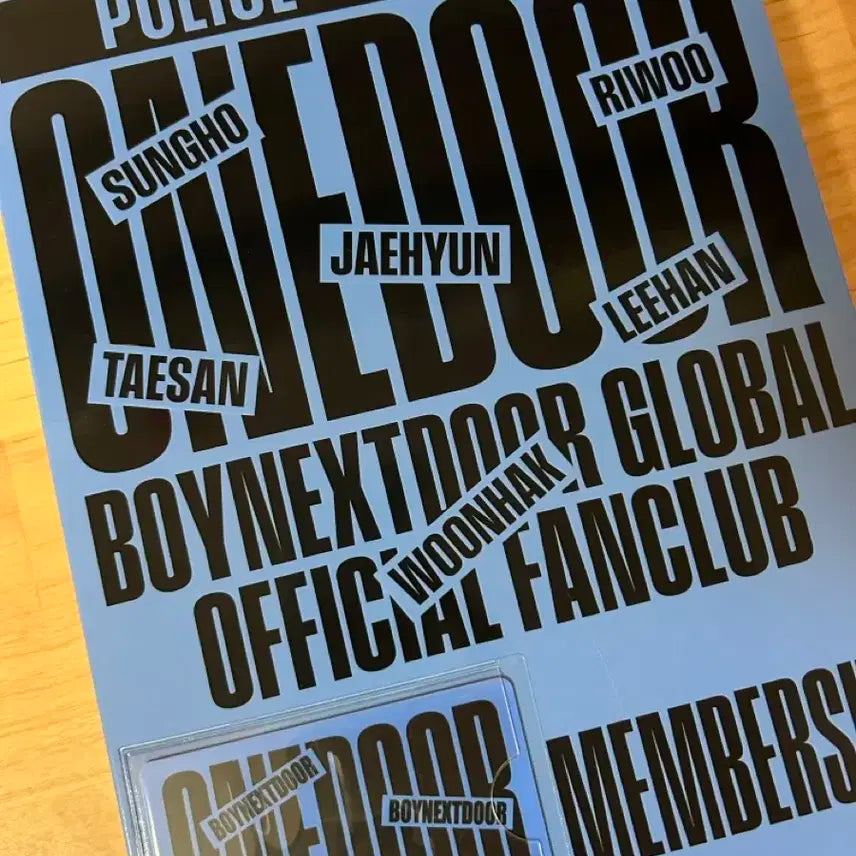 POLICE
ONEDOOR
SUNGHO
RIWOO
JAEHYUN
LEEHAN
TAESAN
BOYNEXTDOOR GLOBAL
WOONHAK
OFFICIAL FANCLUB
MEMBERS
ONEDOOR
BOYNEXTDOOR
BOYNEXTDOOR